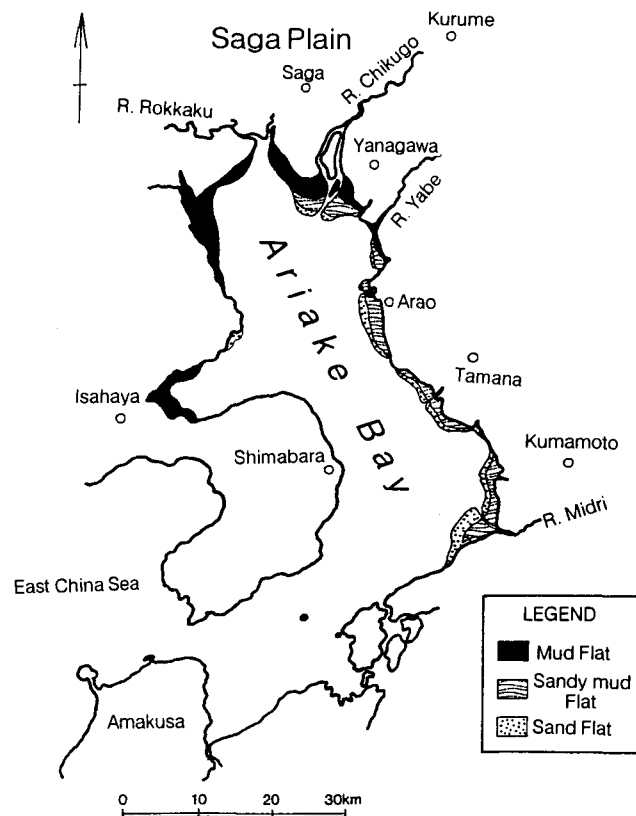 Kurume
Saga Plain
Saga
R. Chikugo
R. Rokkaku
Yanagawa
R. Yabe
Ariake Bay
Arao
Tamana
Isahaya
Shimabara
Kumamoto
R. Midri
East China Sea
LEGEND
Mud Flat
Sandy mud
Flat
Sand Flat
Amakusa
0 10 20 30km